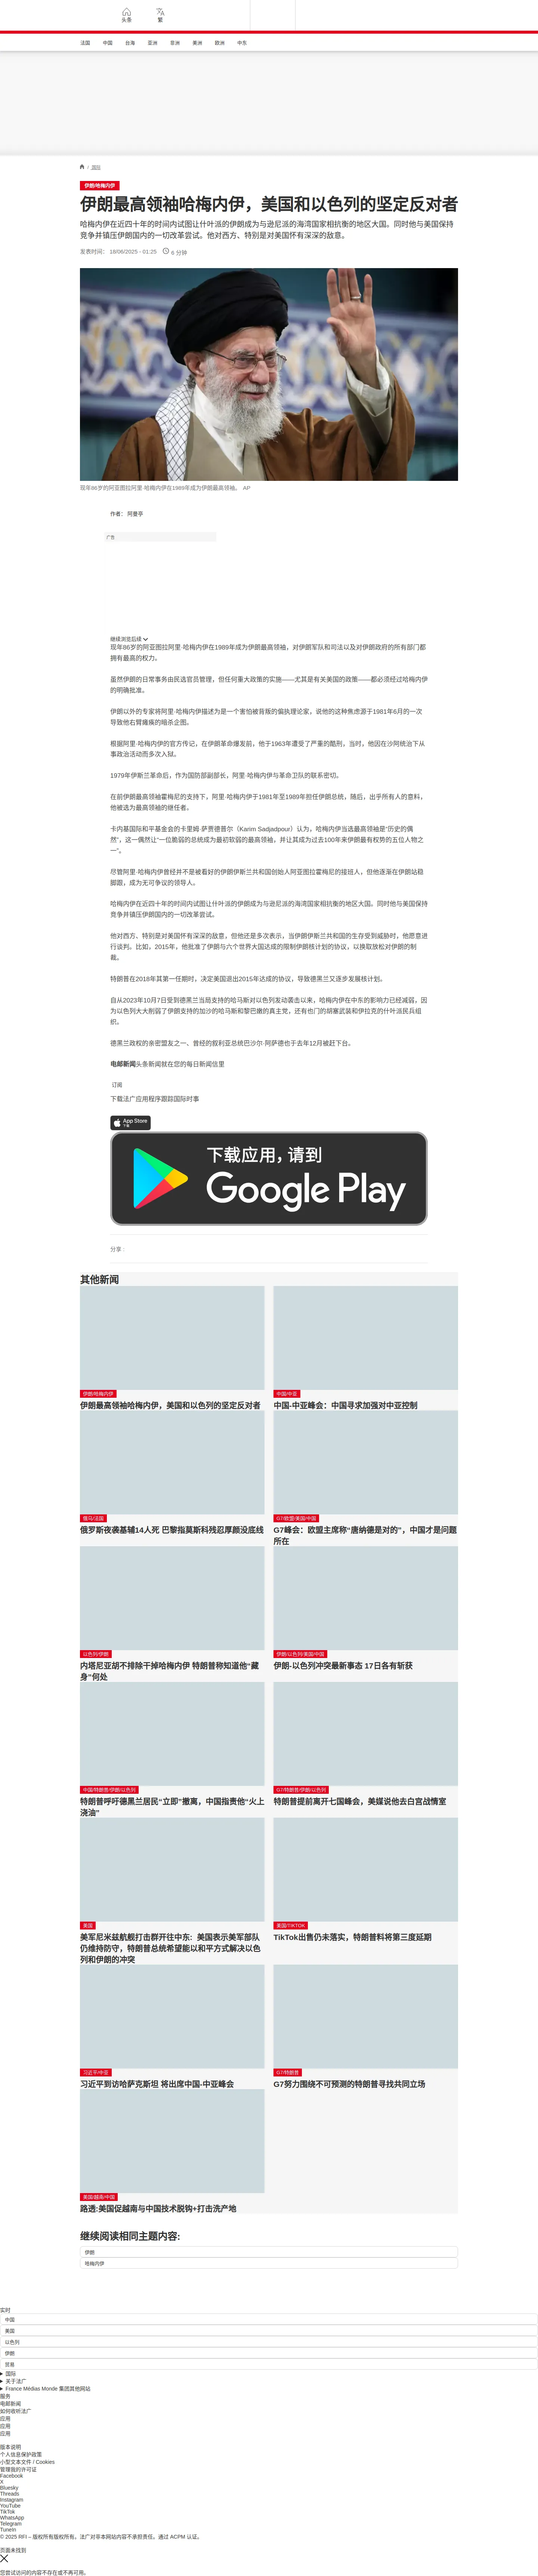 头条
繁
法国 中国 台海 亚洲 非洲 美洲 欧洲 中东
/ 国际
伊朗/哈梅内伊
伊朗最高领袖哈梅内伊，美国和以色列的坚定反对者
哈梅内伊在近四十年的时间内试图让什叶派的伊朗成为与逊尼派的海湾国家相抗衡的地区大国。同时他与美国保持
竞争并镇压伊朗国内的一切改革尝试。他对西方、特别是对美国怀有深深的敌意。
发表时间： 18/06/2025 - 01:25 6 分钟
现年86岁的阿亚图拉阿里·哈梅内伊在1989年成为伊朗最高领袖。 AP
作者： 阿曼亭
广告
继续浏览后续
现年86岁的阿亚图拉阿里·哈梅内伊在1989年成为伊朗最高领袖，对伊朗军队和司法以及对伊朗政府的所有部门都
拥有最高的权力。
虽然伊朗的日常事务由民选官员管理，但任何重大政策的实施——尤其是有关美国的政策——都必须经过哈梅内伊
的明确批准。
伊朗以外的专家将阿里·哈梅内伊描述为是一个害怕被背叛的偏执理论家，说他的这种焦虑源于1981年6月的一次
导致他右臂瘫痪的暗杀企图。
根据阿里·哈梅内伊的官方传记，在伊朗革命爆发前，他于1963年遭受了严重的酷刑，当时，他因在沙阿统治下从
事政治活动而多次入狱。
1979年伊斯兰革命后，作为国防部副部长，阿里·哈梅内伊与革命卫队的联系密切。
在前伊朗最高领袖霍梅尼的支持下，阿里·哈梅内伊于1981年至1989年担任伊朗总统，随后，出乎所有人的意料，
他被选为最高领袖的继任者。
卡内基国际和平基金会的卡里姆·萨贾德普尔（Karim Sadjadpour）认为，哈梅内伊当选最高领袖是“历史的偶
然”，这一偶然让“一位脆弱的总统成为最初软弱的最高领袖，并让其成为过去100年来伊朗最有权势的五位人物之
一”。
尽管阿里·哈梅内伊曾经并不是被看好的伊朗伊斯兰共和国创始人阿亚图拉霍梅尼的接班人，但他逐渐在伊朗站稳
脚跟，成为无可争议的领导人。
哈梅内伊在近四十年的时间内试图让什叶派的伊朗成为与逊尼派的海湾国家相抗衡的地区大国。同时他与美国保持
竞争并镇压伊朗国内的一切改革尝试。
他对西方、特别是对美国怀有深深的敌意，但他还是多次表示，当伊朗伊斯兰共和国的生存受到威胁时，他愿意进
行谈判。比如，2015年，他批准了伊朗与六个世界大国达成的限制伊朗核计划的协议，以换取放松对伊朗的制
裁。
特朗普在2018年其第一任期时，决定美国退出2015年达成的协议，导致德黑兰又逐步发展核计划。
自从2023年10月7日受到德黑兰当局支持的哈马斯对以色列发动袭击以来，哈梅内伊在中东的影响力已经减弱，因
为以色列大大削弱了伊朗支持的加沙的哈马斯和黎巴嫩的真主党，还有也门的胡塞武装和伊拉克的什叶派民兵组
织。
德黑兰政权的亲密盟友之一、曾经的叙利亚总统巴沙尔·阿萨德也于去年12月被赶下台。
电邮新闻头条新闻就在您的每日新闻信里
订阅
下载法广应用程序跟踪国际时事
App Store
下载
下载应用，请到
Google Play
分享 :
其他新闻
伊朗/哈梅内伊
伊朗最高领袖哈梅内伊，美国和以色列的坚定反对者
中国/中亚
中国-中亚峰会：中国寻求加强对中亚控制
俄乌/法国
俄罗斯夜袭基辅14人死 巴黎指莫斯科残忍厚颜没底线
G7/欧盟/美国/中国
G7峰会：欧盟主席称“唐纳德是对的”，中国才是问题
所在
以色列/伊朗
内塔尼亚胡不排除干掉哈梅内伊 特朗普称知道他“藏
身”何处
伊朗/以色列/美国/中国
伊朗-以色列冲突最新事态 17日各有斩获
中国/特朗普/伊朗/以色列
特朗普呼吁德黑兰居民“立即”撤离，中国指责他“火上
浇油”
G7/特朗普/伊朗/以色列
特朗普提前离开七国峰会，美媒说他去白宫战情室
美国
美军尼米兹航舰打击群开往中东: 美国表示美军部队
仍维持防守，特朗普总统希望能以和平方式解决以色
列和伊朗的冲突
美国/TIKTOK
TikTok出售仍未落实，特朗普料将第三度延期
习近平/中亚
习近平到访哈萨克斯坦 将出席中国-中亚峰会
G7/特朗普
G7努力围绕不可预测的特朗普寻找共同立场
美国/越南/中国
路透:美国促越南与中国技术脱钩+打击洗产地
继续阅读相同主题内容:
伊朗
哈梅内伊
实时
中国
美国
以色列
伊朗
贸易
国际
关于法广
France Médias Monde 集团其他网站
服务
电邮新闻
如何收听法广
应用
应用
应用
版本说明
个人信息保护政策
小型文本文件 / Cookies
管理我的许可证
Facebook
X
Bluesky
Threads
Instagram
YouTube
TikTok
WhatsApp
Telegram
TuneIn
© 2025 RFI – 版权所有版权所有。法广对非本网站内容不承担责任。通过 ACPM 认证。
页面未找到
您尝试访问的内容不存在或不再可用。